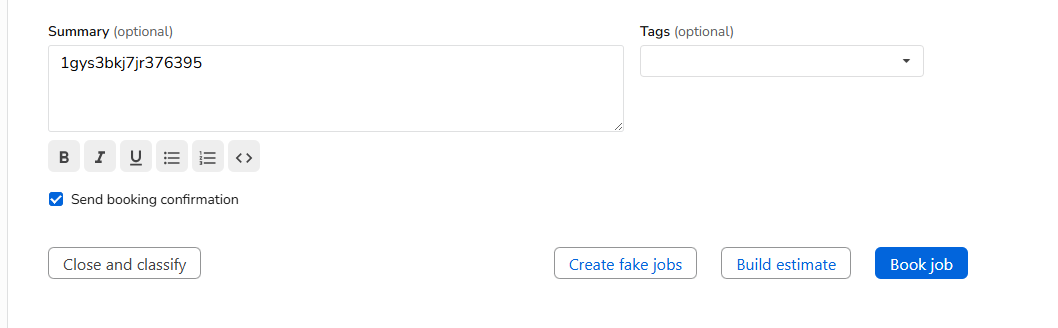 Summary (optional)
Tags (optional)
1gys3bkj7jr376395
B I U <>
Send booking confirmation
Close and classify
Create fake jobs
Build estimate
Book job